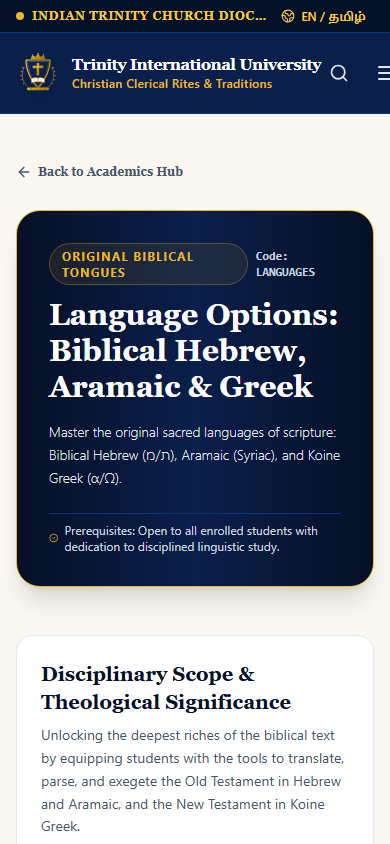 INDIAN TRINITY CHURCH DIOC...
EN / தமிழ்
Trinity International University
Christian Clerical Rites & Traditions
Back to Academics Hub
ORIGINAL BIBLICAL
TONGUES
Code:
LANGUAGES
Language Options:
Biblical Hebrew,
Aramaic & Greek
Master the original sacred languages of scripture:
Biblical Hebrew (ת/מ), Aramaic (Syriac), and Koine
Greek (α/Ω).
Prerequisites: Open to all enrolled students with
dedication to disciplined linguistic study.
Disciplinary Scope &
Theological Significance
Unlocking the deepest riches of the biblical text
by equipping students with the tools to translate,
parse, and exegete the Old Testament in Hebrew
and Aramaic, and the New Testament in Koine
Greek.